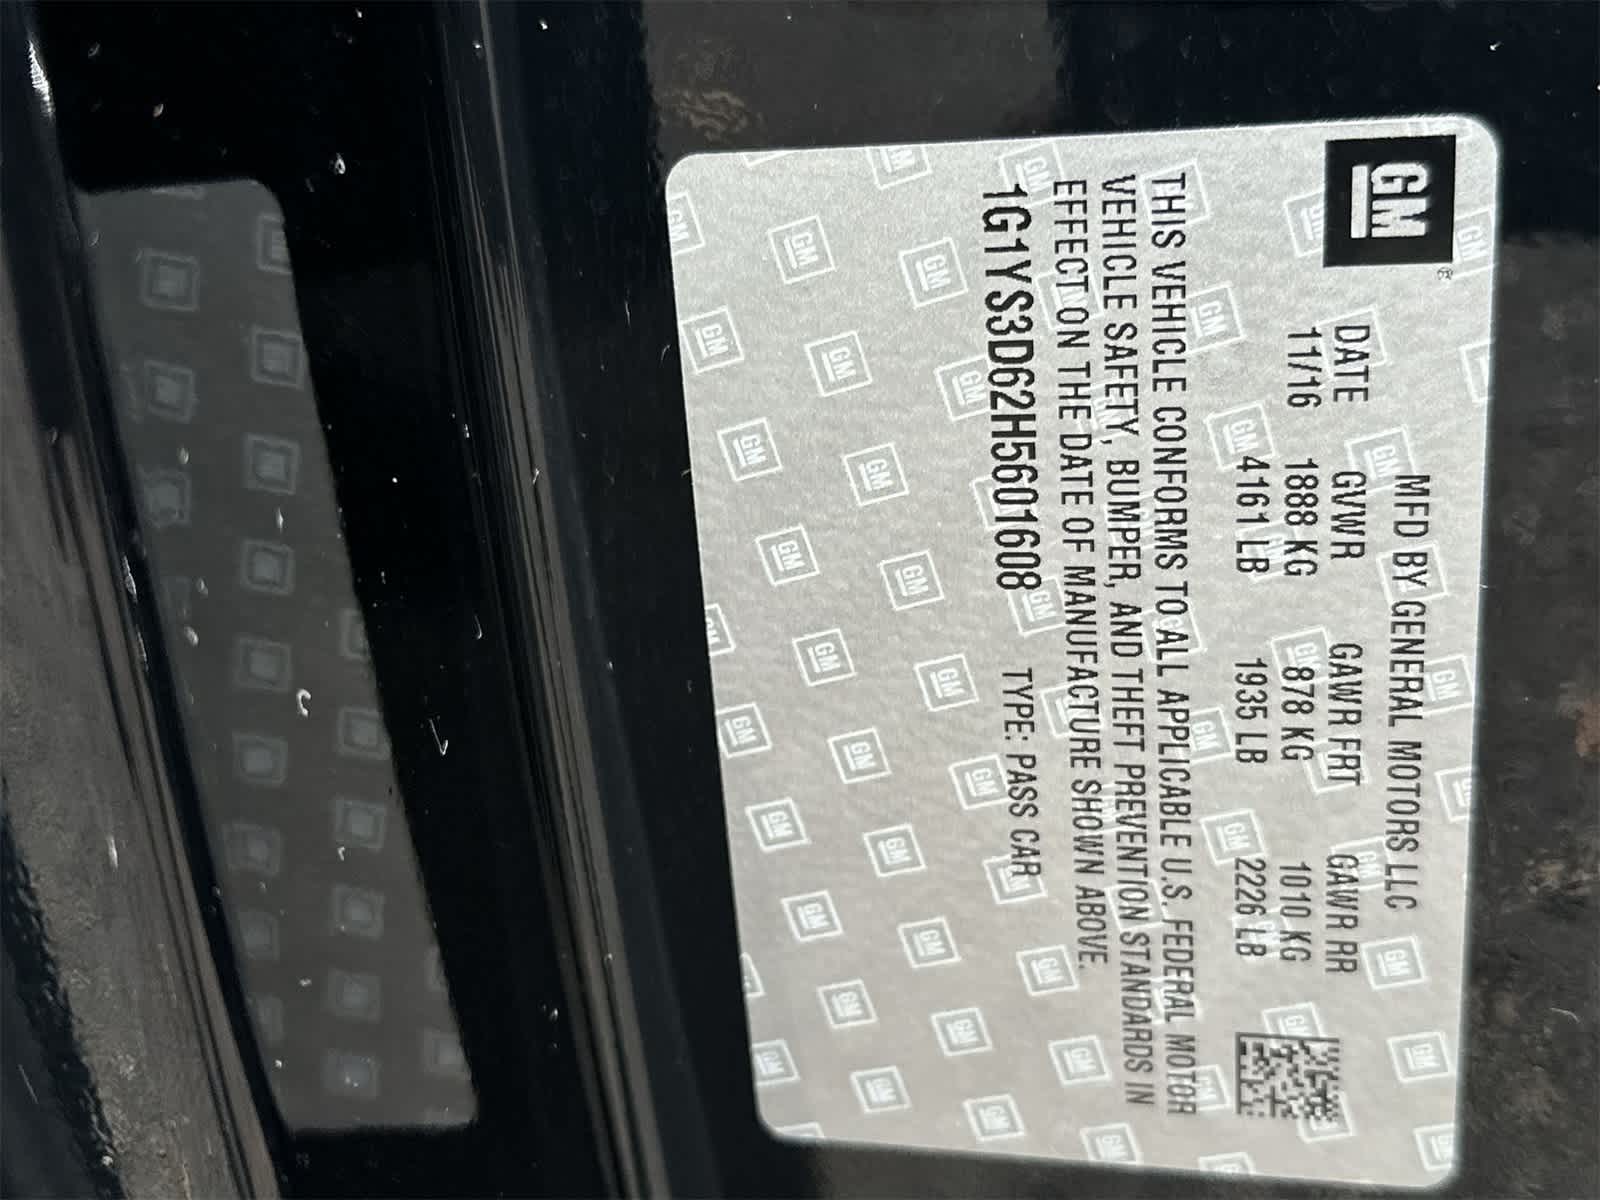 GM
MFD BY GENERAL MOTORS LLC
DATE GVWR GAWR FRT GAWR RR
11/16 1888 KG 878 KG 1010 KG
4161 LB 1935 LB 2226 LB
THIS VEHICLE CONFORMS TO ALL APPLICABLE U.S. FEDERAL MOTOR
VEHICLE SAFETY, BUMPER, AND THEFT PREVENTION STANDARDS IN
EFFECT ON THE DATE OF MANUFACTURE SHOWN ABOVE.
1G1YS3D62H5601608 TYPE: PASS CAR